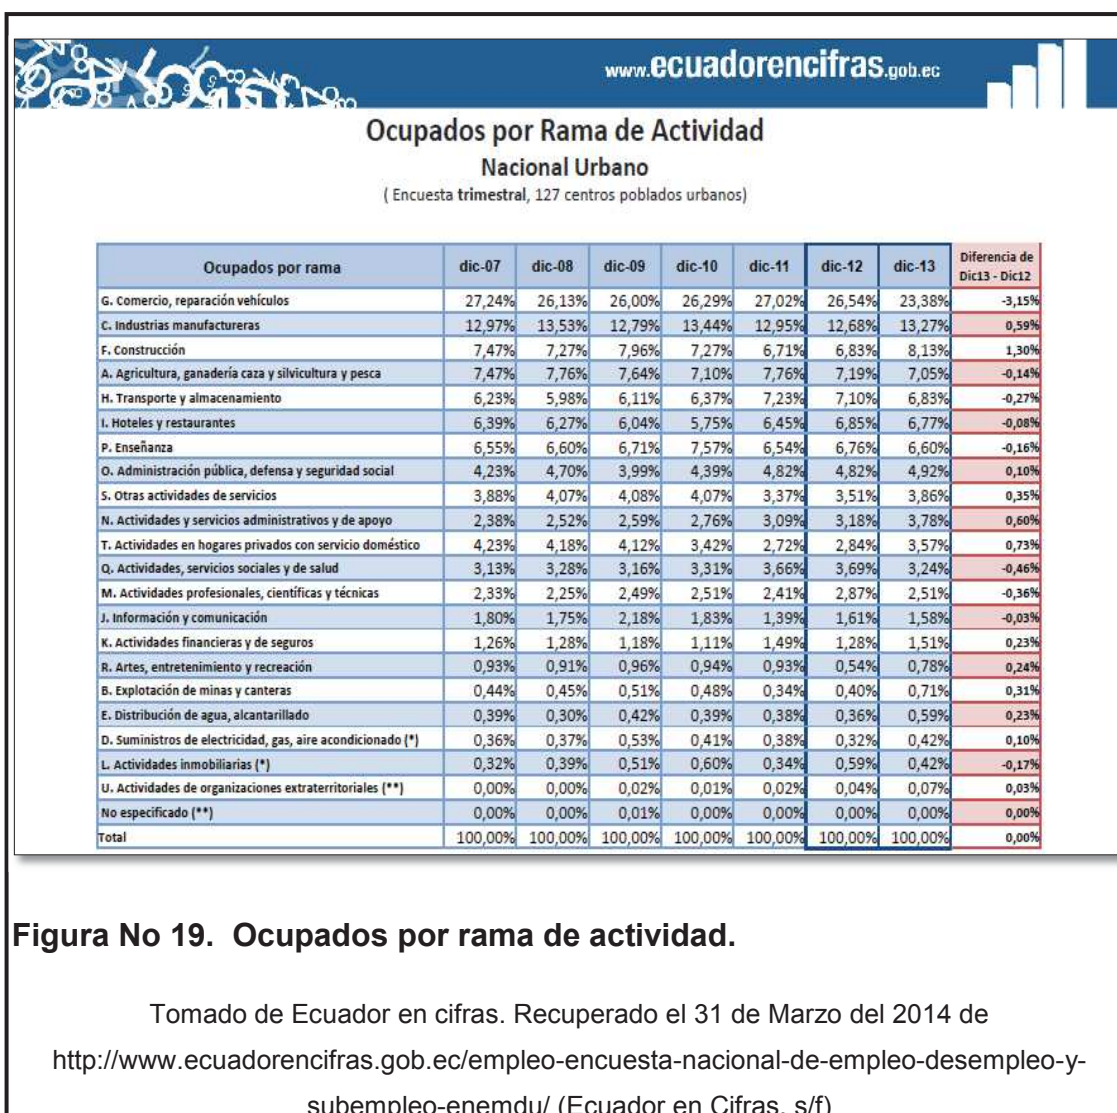 www.ecuadorencifras.gob.ec
Ocupados por Rama de Actividad
Nacional Urbano
( Encuesta trimestral, 127 centros poblados urbanos)
Ocupados por rama dic-07 dic-08 dic-09 dic-10 dic-11 dic-12 dic-13 Diferencia de Dic13 - Dic12
G. Comercio, reparación vehículos 27,24% 26,13% 26,00% 26,29% 27,02% 26,54% 23,38% -3,15%
C. Industrias manufactureras 12,97% 13,53% 12,79% 13,44% 12,95% 12,68% 13,27% 0,59%
F. Construcción 7,47% 7,27% 7,96% 7,27% 6,71% 6,83% 8,13% 1,30%
A. Agricultura, ganadería caza y silvicultura y pesca 7,47% 7,76% 7,64% 7,10% 7,76% 7,19% 7,05% -0,14%
H. Transporte y almacenamiento 6,23% 5,98% 6,11% 6,37% 7,23% 7,10% 6,83% -0,27%
I. Hoteles y restaurantes 6,39% 6,27% 6,04% 5,75% 6,45% 6,85% 6,77% -0,08%
P. Enseñanza 6,55% 6,60% 6,71% 7,57% 6,54% 6,76% 6,60% -0,16%
O. Administración pública, defensa y seguridad social 4,23% 4,70% 3,99% 4,39% 4,82% 4,82% 4,92% 0,10%
S. Otras actividades de servicios 3,88% 4,07% 4,08% 4,07% 3,37% 3,51% 3,86% 0,35%
N. Actividades y servicios administrativos y de apoyo 2,38% 2,52% 2,59% 2,76% 3,09% 3,18% 3,78% 0,60%
T. Actividades en hogares privados con servicio doméstico 4,23% 4,18% 4,12% 3,42% 2,72% 2,84% 3,57% 0,73%
Q. Actividades, servicios sociales y de salud 3,13% 3,28% 3,16% 3,31% 3,66% 3,69% 3,24% -0,46%
M. Actividades profesionales, científicas y técnicas 2,33% 2,25% 2,49% 2,51% 2,41% 2,87% 2,51% -0,36%
J. Información y comunicación 1,80% 1,75% 2,18% 1,83% 1,39% 1,61% 1,58% -0,03%
K. Actividades financieras y de seguros 1,26% 1,28% 1,18% 1,11% 1,49% 1,28% 1,51% 0,23%
R. Artes, entretenimiento y recreación 0,93% 0,91% 0,96% 0,94% 0,93% 0,54% 0,78% 0,24%
B. Explotación de minas y canteras 0,44% 0,45% 0,51% 0,48% 0,34% 0,40% 0,71% 0,31%
E. Distribución de agua, alcantarillado 0,39% 0,30% 0,42% 0,39% 0,38% 0,36% 0,59% 0,23%
D. Suministros de electricidad, gas, aire acondicionado (*) 0,36% 0,37% 0,53% 0,41% 0,38% 0,32% 0,42% 0,10%
L. Actividades inmobiliarias (*) 0,32% 0,39% 0,51% 0,60% 0,34% 0,59% 0,42% -0,17%
U. Actividades de organizaciones extraterritoriales (**) 0,00% 0,00% 0,02% 0,01% 0,02% 0,04% 0,07% 0,03%
No especificado (**) 0,00% 0,00% 0,01% 0,00% 0,00% 0,00% 0,00% 0,00%
Total 100,00% 100,00% 100,00% 100,00% 100,00% 100,00% 100,00% 0,00%
Figura No 19. Ocupados por rama de actividad.
Tomado de Ecuador en cifras. Recuperado el 31 de Marzo del 2014 de
http://www.ecuadorencifras.gob.ec/empleo-encuesta-nacional-de-empleo-desempleo-y-
subempleo-enemdu/ (Ecuador en Cifras, s/f)